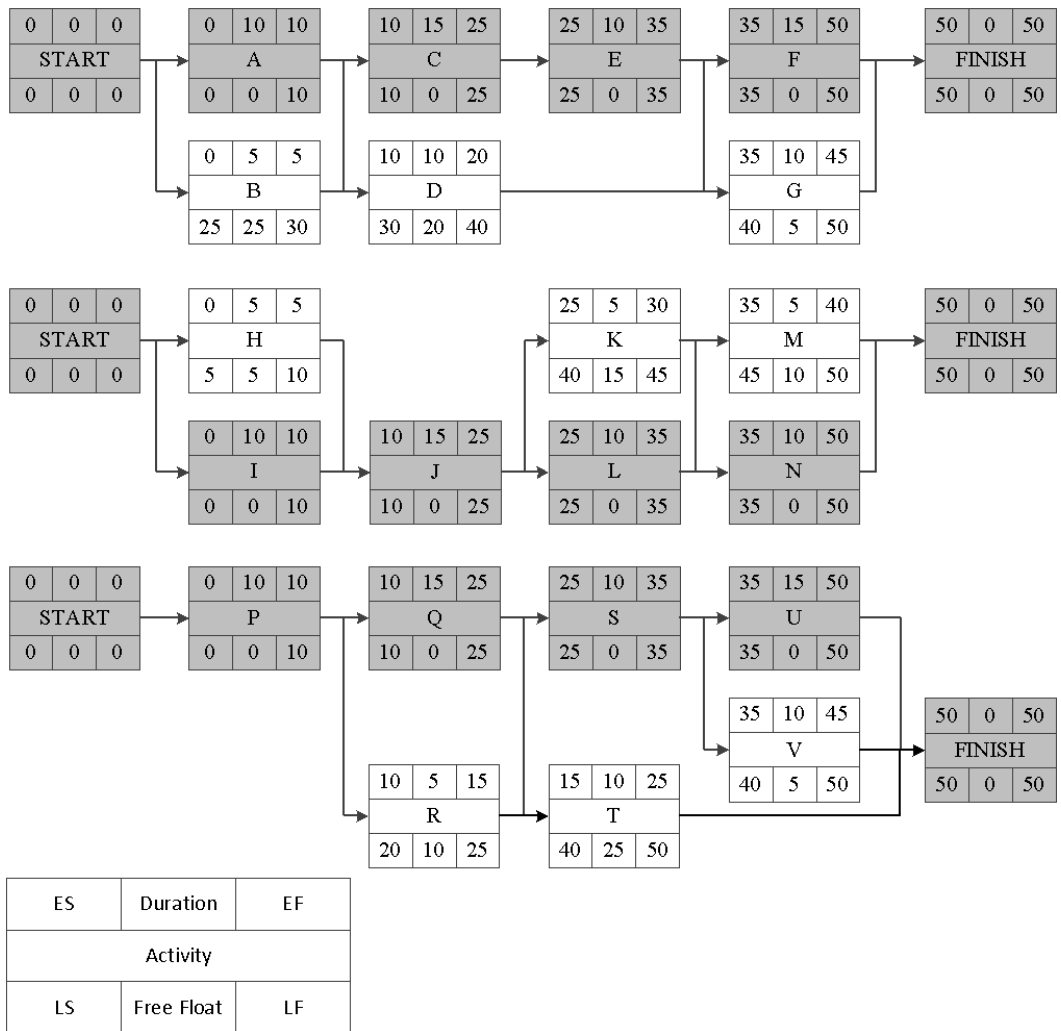 0 0 0 0 10 10 10 15 25 25 10 35 35 15 50 50 0 50
START A C E F FINISH
0 0 0 0 0 10 10 0 25 25 0 35 35 0 50 50 0 50
0 5 5 10 10 20 35 10 45
B D G
25 25 30 30 20 40 40 5 50
0 0 0 0 5 5 25 5 30 35 5 40 50 0 50
START H K M FINISH
0 0 0 5 5 10 40 15 45 45 10 50 50 0 50
0 10 10 10 15 25 25 10 35 35 10 50
I J L N
0 0 10 10 0 25 25 0 35 35 0 50
0 0 0 0 10 10 10 15 25 25 10 35 35 15 50
START P Q S U
0 0 0 0 0 10 10 0 25 25 0 35 35 0 50
35 10 45 50 0 50
V FINISH
40 5 50 50 0 50
10 5 15 15 10 25
R T
20 10 25 40 25 50
ES Duration EF
Activity
LS Free Float LF